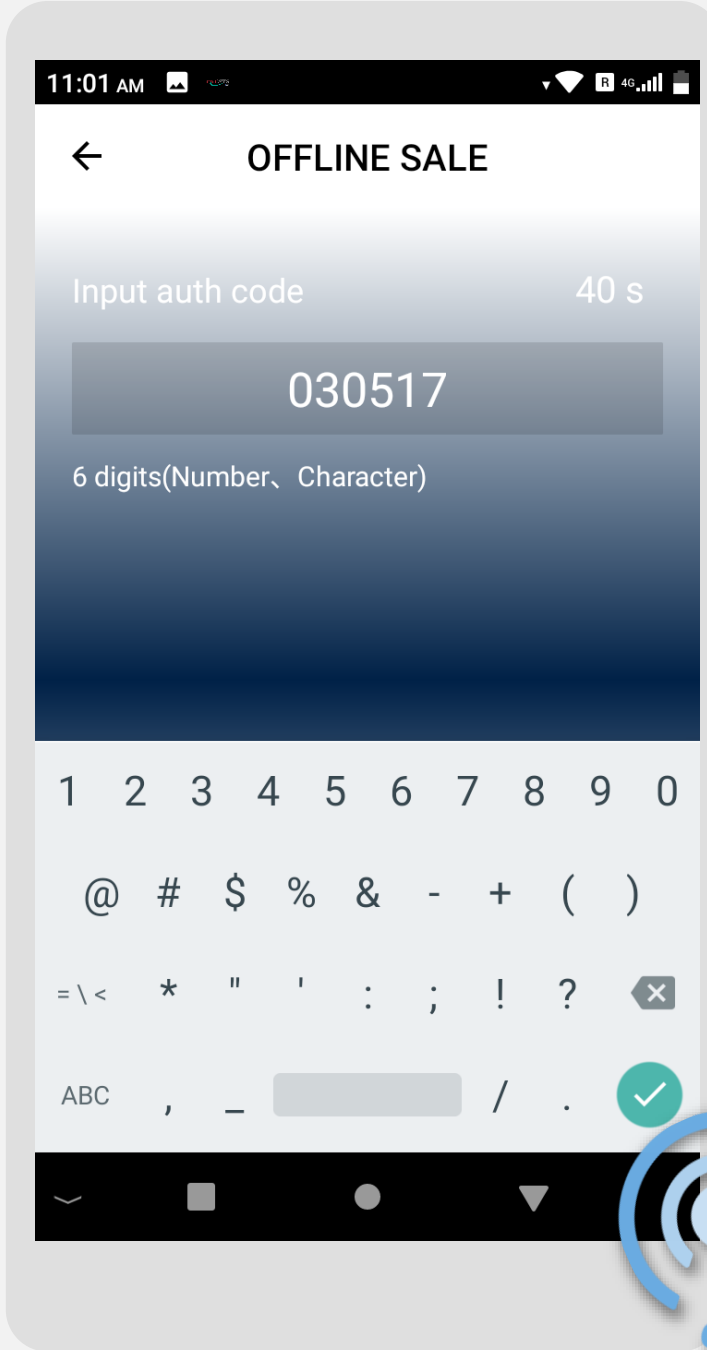 11:01 AM R 4G
OFFLINE SALE
Input auth code 40 s
030517
6 digits(Number、Character)
1 2 3 4 5 6 7 8 9 0
@ # $ % & - + ( )
= \ < * " ' : ; ! ?
ABC , _ / .